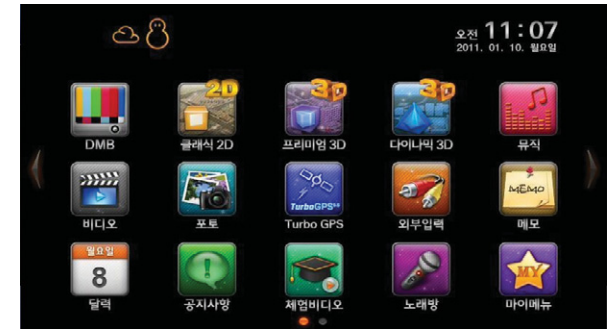 오전 11:07
2011. 01. 10. 월요일
2D
3D
3D
DMB
클래식 2D
프리미엄 3D
다이나믹 3D
뮤직
TurboGPS
MEMO
비디오
포토
Turbo GPS
외부입력
메모
월요일
8
MY
달력
공지사항
체험비디오
노래방
마이메뉴